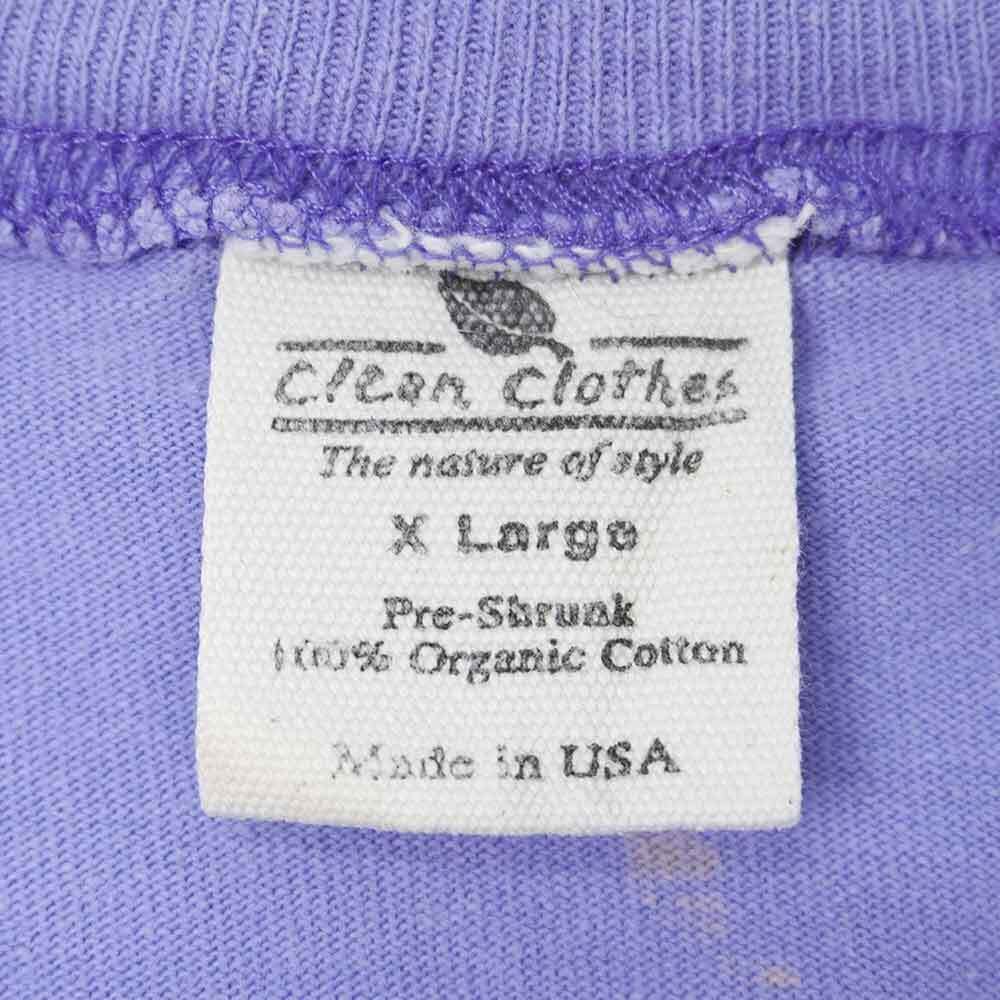 Clean Clothes
The nature of style
X Large
Pre-Shrunk
100% Organic Cotton
Made in USA